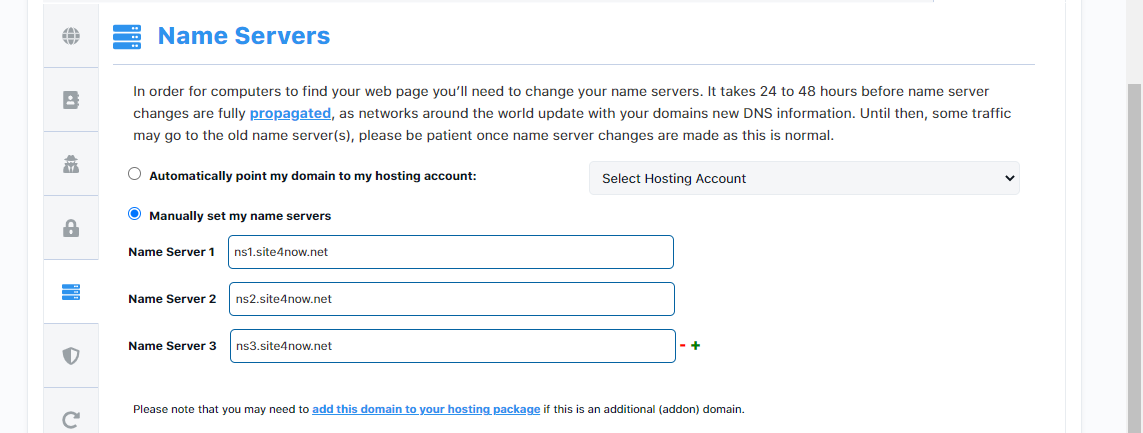 Name Servers
In order for computers to find your web page you'll need to change your name servers. It takes 24 to 48 hours before name server
changes are fully propagated, as networks around the world update with your domains new DNS information. Until then, some traffic
may go to the old name server(s), please be patient once name server changes are made as this is normal.
Automatically point my domain to my hosting account: Select Hosting Account
Manually set my name servers
Name Server 1 ns1.site4now.net
Name Server 2 ns2.site4now.net
Name Server 3 ns3.site4now.net - +
Please note that you may need to add this domain to your hosting package if this is an additional (addon) domain.